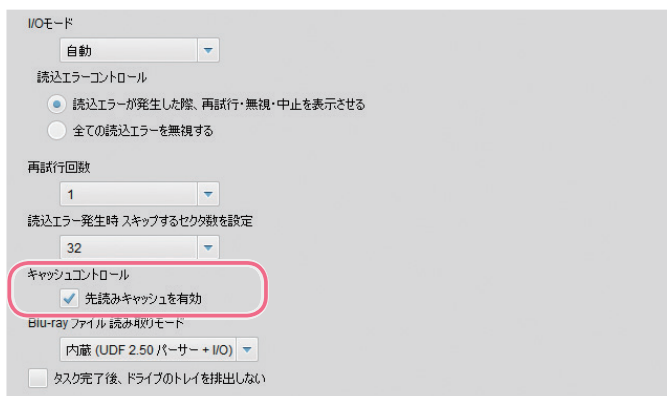 I/Oモード
自動
読込エラーコントロール
読込エラーが発生した際、再試行・無視・中止を表示させる
全ての読込エラーを無視する
再試行回数
1
読込エラー発生時 スキップするセクタ数を設定
32
キャッシュコントロール
先読みキャッシュを有効
Blu-ray ファイル 読み取りモード
内蔵 (UDF 2.50 パーサー + I/O)
タスク完了後、ドライブのトレイを排出しない